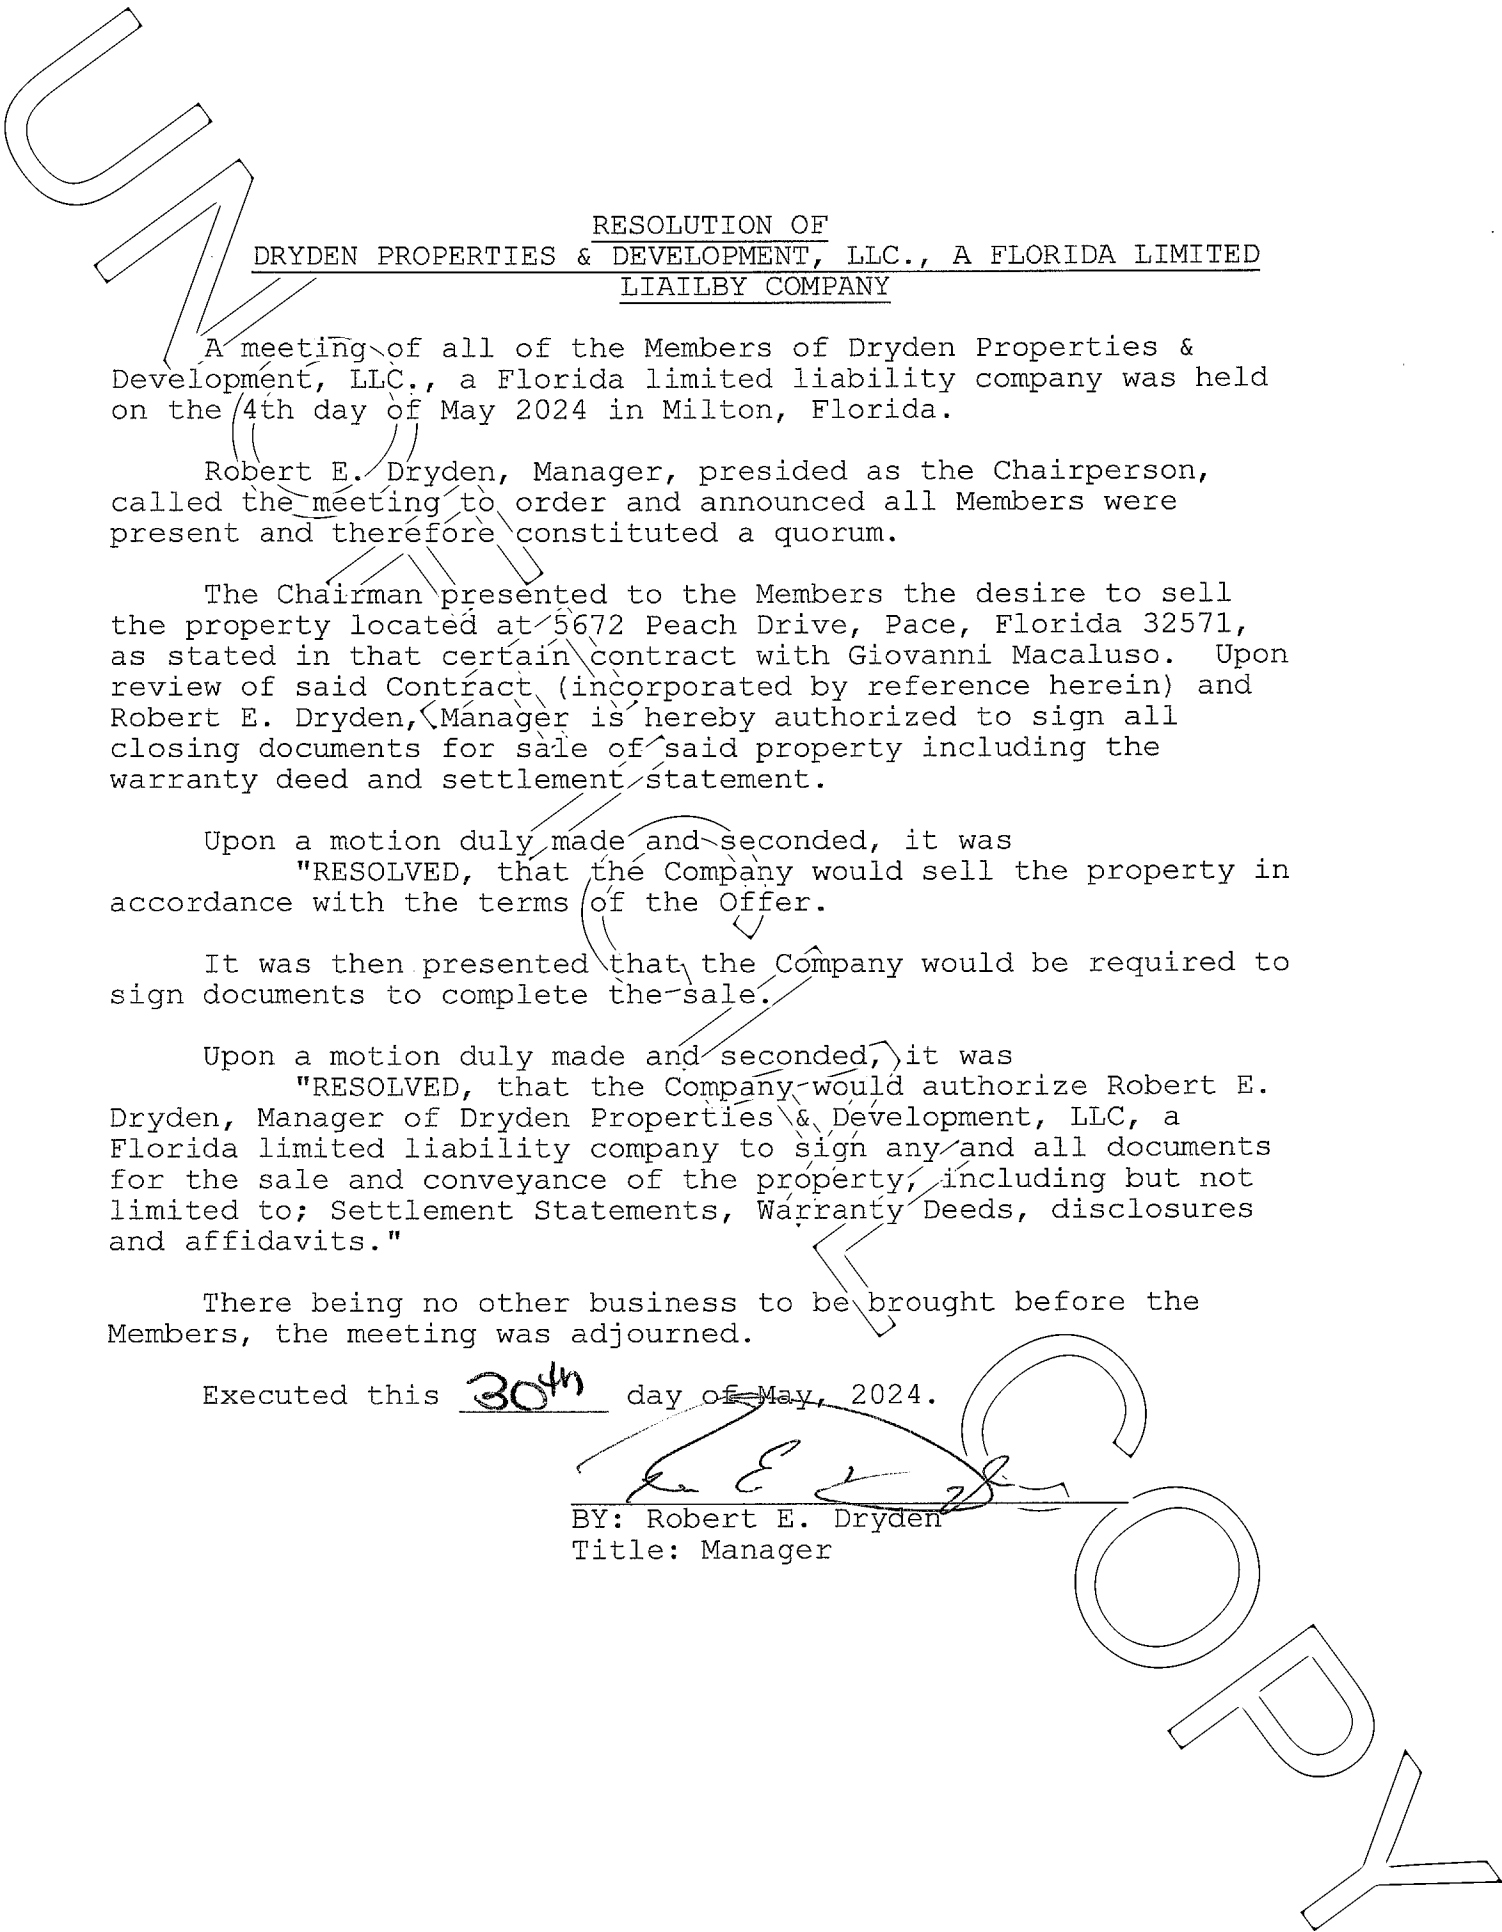 RESOLUTION OF
DRYDEN PROPERTIES & DEVELOPMENT, LLC., A FLORIDA LIMITED
LIAILBY COMPANY
A meeting of all of the Members of Dryden Properties &
Development, LLC., a Florida limited liability company was held
on the 4th day of May 2024 in Milton, Florida.
Robert E. Dryden, Manager, presided as the Chairperson,
called the meeting to order and announced all Members were
present and therefore constituted a quorum.
The Chairman presented to the Members the desire to sell
the property located at 5672 Peach Drive, Pace, Florida 32571,
as stated in that certain contract with Giovanni Macaluso.  Upon
review of said Contract (incorporated by reference herein) and
Robert E. Dryden, Manager is hereby authorized to sign all
closing documents for sale of said property including the
warranty deed and settlement statement.
Upon a motion duly made and seconded, it was
"RESOLVED, that the Company would sell the property in
accordance with the terms of the Offer.
It was then presented that the Company would be required to
sign documents to complete the sale.
Upon a motion duly made and seconded, it was
"RESOLVED, that the Company would authorize Robert E.
Dryden, Manager of Dryden Properties & Development, LLC, a
Florida limited liability company to sign any and all documents
for the sale and conveyance of the property, including but not
limited to; Settlement Statements, Warranty Deeds, disclosures
and affidavits."
There being no other business to be brought before the
Members, the meeting was adjourned.
Executed this 30th day of May, 2024.
BY: Robert E. Dryden
Title: Manager
UNOFFICIAL COPY